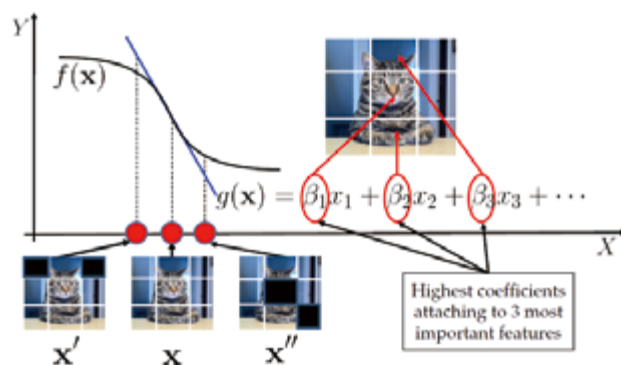 Y
f(x)
g(x) = β₁x₁ + β₂x₂ + β₃x₃ + ⋯
X
x′ x x″
Highest coefficients
attaching to 3 most
important features